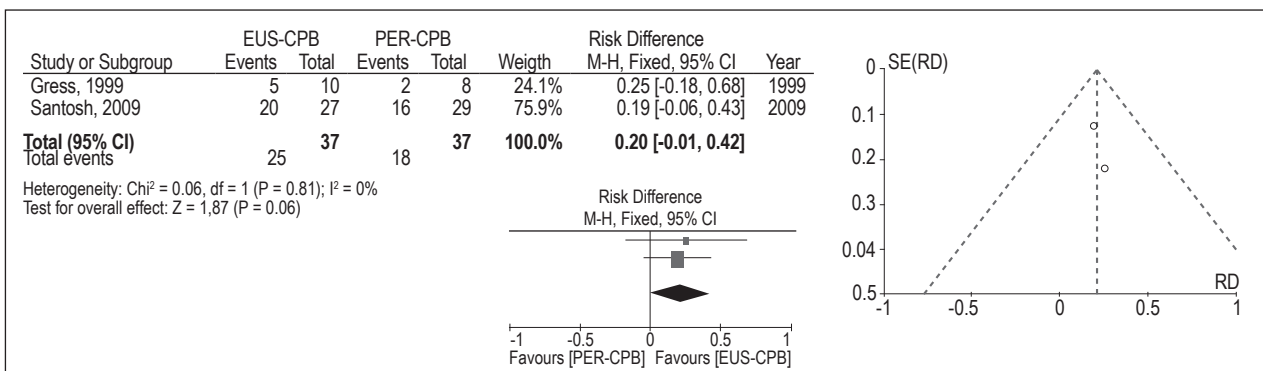 EUS-CPB PER-CPB Risk Difference
Study or Subgroup Events Total Events Total Weigth M-H, Fixed, 95% CI Year
Gress, 1999 5 10 2 8 24.1% 0.25 [-0.18, 0.68] 1999
Santosh, 2009 20 27 16 29 75.9% 0.19 [-0.06, 0.43] 2009
Total (95% CI) 37 37 100.0% 0.20 [-0.01, 0.42]
Total events 25 18
Heterogeneity: Chi² = 0.06, df = 1 (P = 0.81); I² = 0%
Test for overall effect: Z = 1,87 (P = 0.06)
Risk Difference
M-H, Fixed, 95% CI
-1 -0.5 0 0.5 1
Favours [PER-CPB] Favours [EUS-CPB]
0 SE(RD)
0.1
0.2
0.3
0.04
0.5
RD
-1 -0.5 0 0.5 1